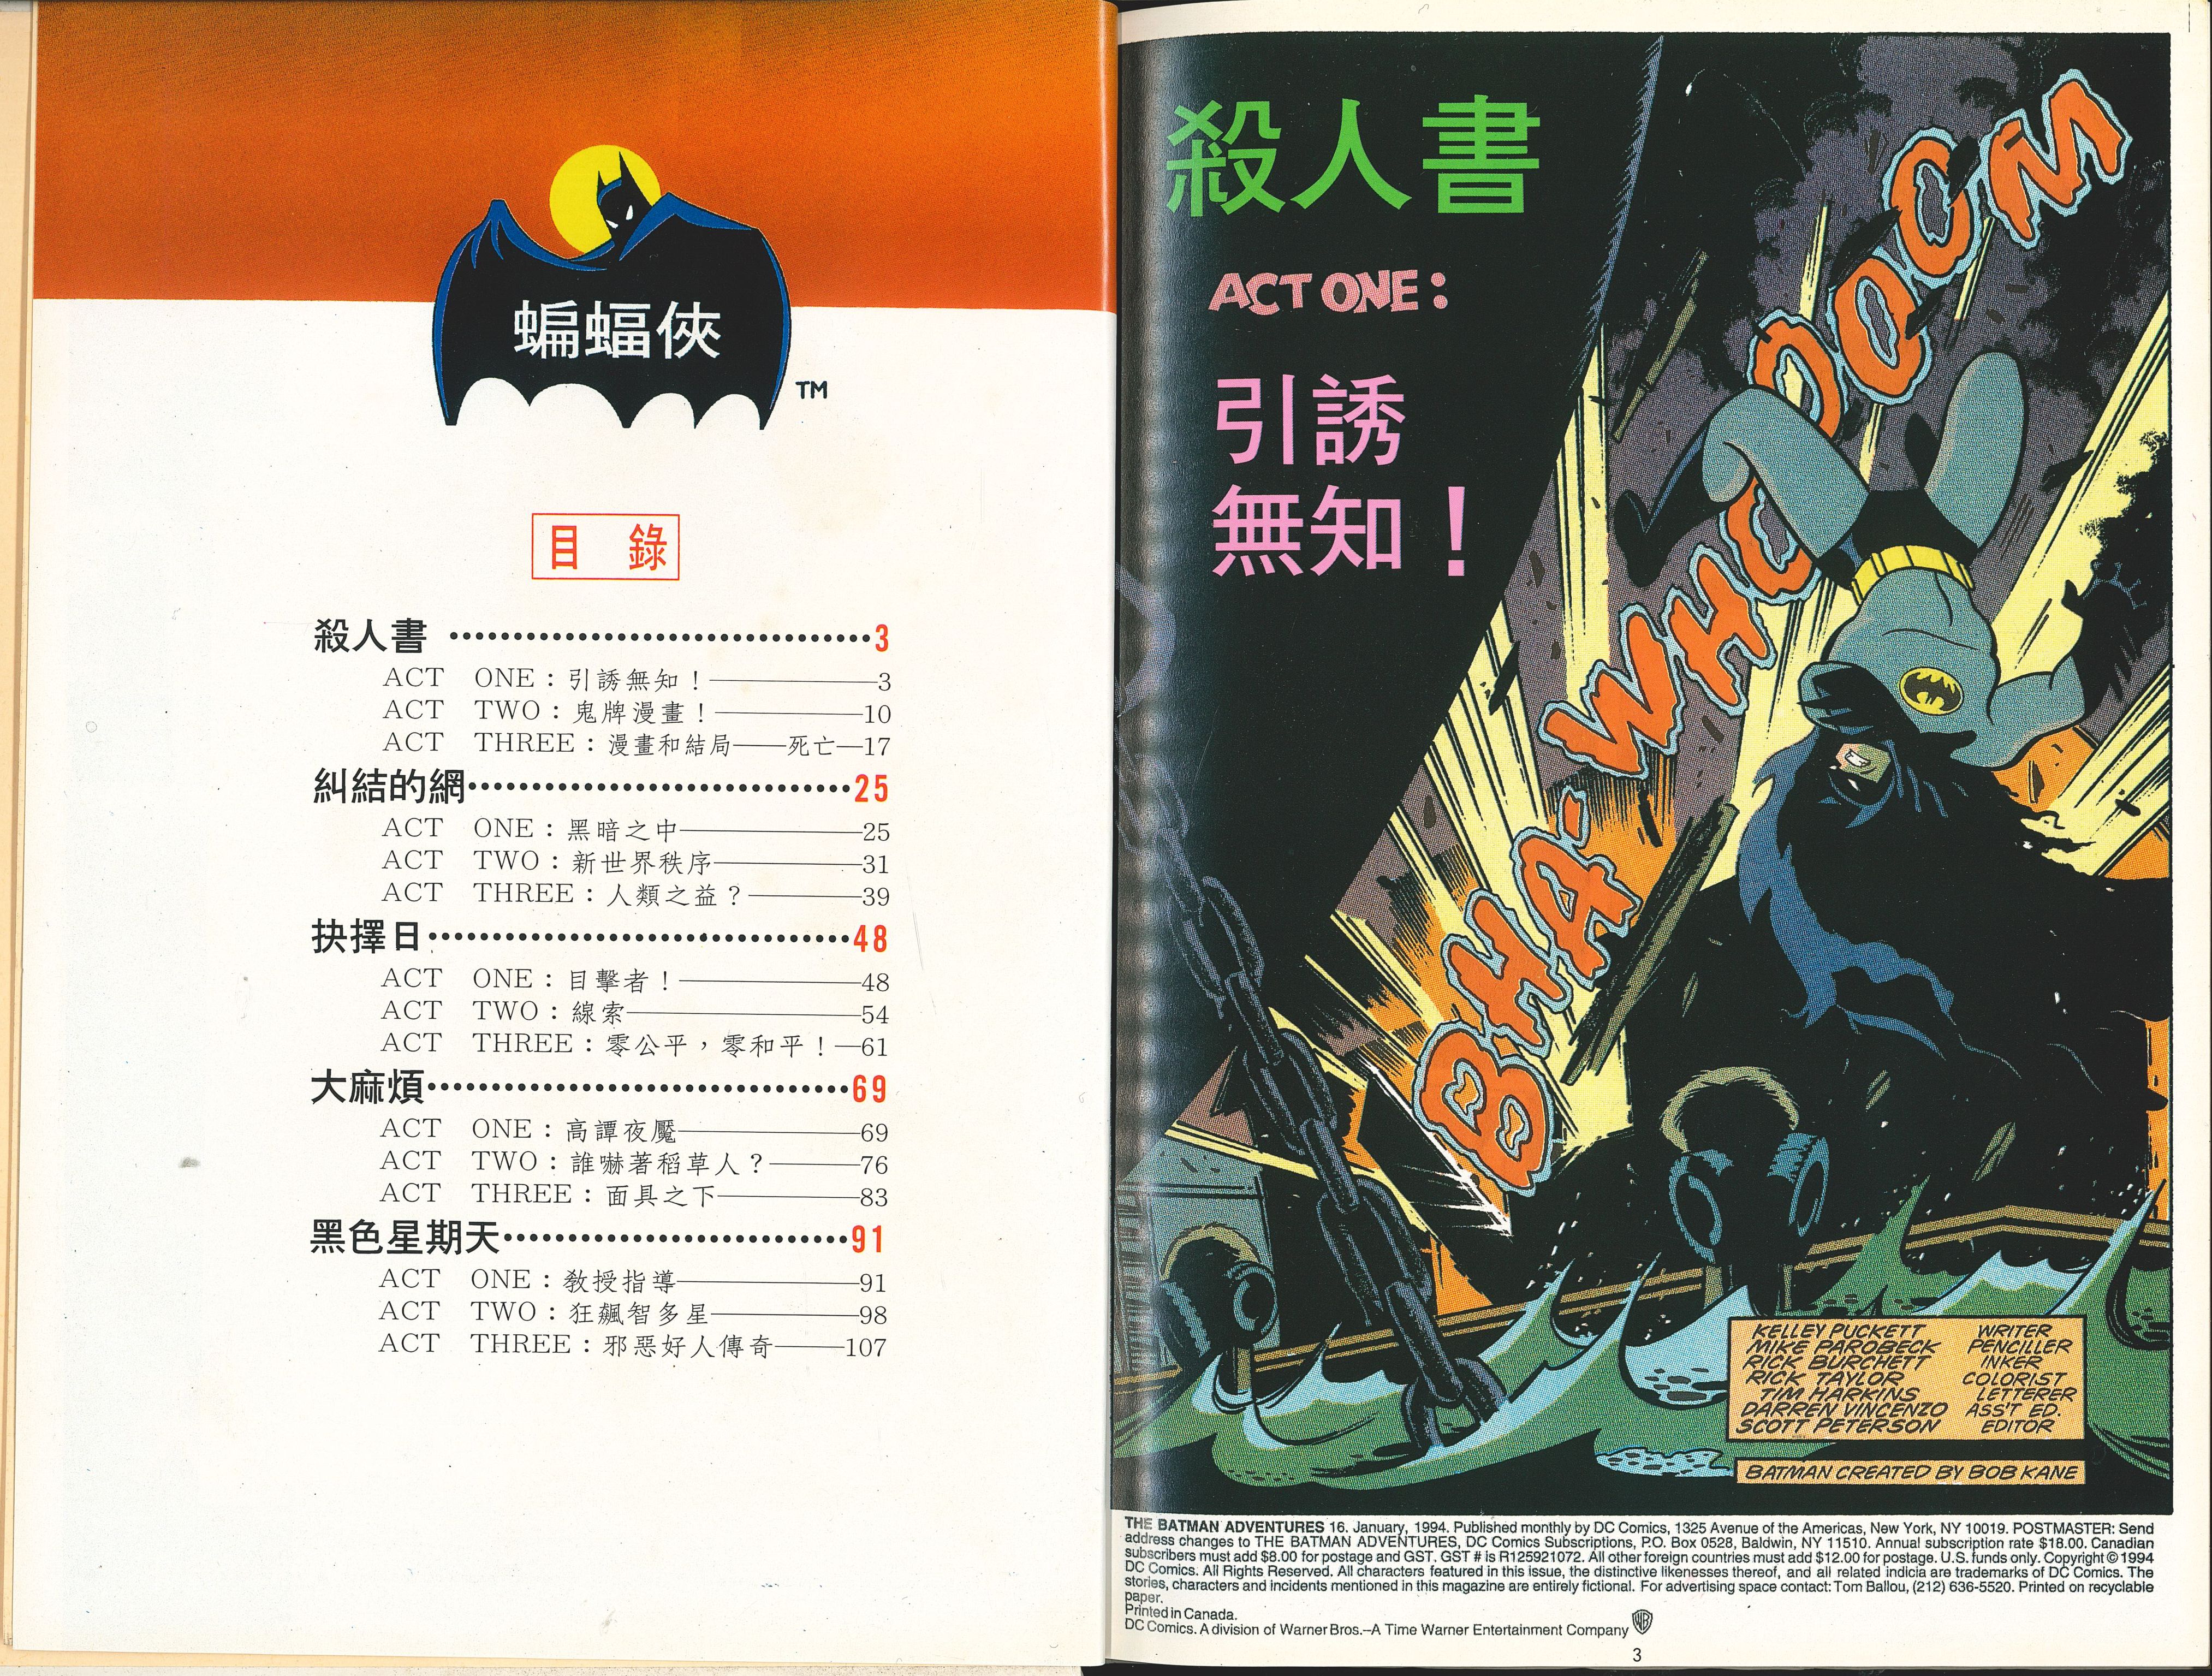 蝙蝠俠
TM
目 錄
殺人書 3
ACT ONE：引誘無知！ 3
ACT TWO：鬼牌漫畫！ 10
ACT THREE：漫畫和結局——死亡 17
糾結的網 25
ACT ONE：黑暗之中 25
ACT TWO：新世界秩序 31
ACT THREE：人類之益？ 39
抉擇日 48
ACT ONE：目擊者！ 48
ACT TWO：線索 54
ACT THREE：零公平，零和平！ 61
大麻煩 69
ACT ONE：高譚夜魘 69
ACT TWO：誰嚇著稻草人？ 76
ACT THREE：面具之下 83
黑色星期天 91
ACT ONE：教授指導 91
ACT TWO：狂飆智多星 98
ACT THREE：邪惡好人傳奇 107
殺人書
ACT ONE:
引誘
無知！
BHA-WHOOOOOM
KELLEY PUCKETT WRITER
MIKE PAROBECK PENCILLER
RICK BURCHETT INKER
RICK TAYLOR COLORIST
TIM HARKINS LETTERER
DARREN VINCENZO ASS'T ED.
SCOTT PETERSON EDITOR
BATMAN CREATED BY BOB KANE
THE BATMAN ADVENTURES 16. January, 1994. Published monthly by DC Comics, 1325 Avenue of the Americas, New York, NY 10019. POSTMASTER: Send
address changes to THE BATMAN ADVENTURES, DC Comics Subscriptions, P.O. Box 0528, Baldwin, NY 11510. Annual subscription rate $18.00. Canadian
subscribers must add $8.00 for postage and GST. GST # is R125921072. All other foreign countries must add $12.00 for postage. U.S. funds only. Copyright © 1994
DC Comics. All Rights Reserved. All characters featured in this issue, the distinctive likenesses thereof, and all related indicia are trademarks of DC Comics. The
stories, characters and incidents mentioned in this magazine are entirely fictional. For advertising space contact: Tom Ballou, (212) 636-5520. Printed on recyclable
paper.
Printed in Canada.
DC Comics. A division of Warner Bros.–A Time Warner Entertainment Company WB
3